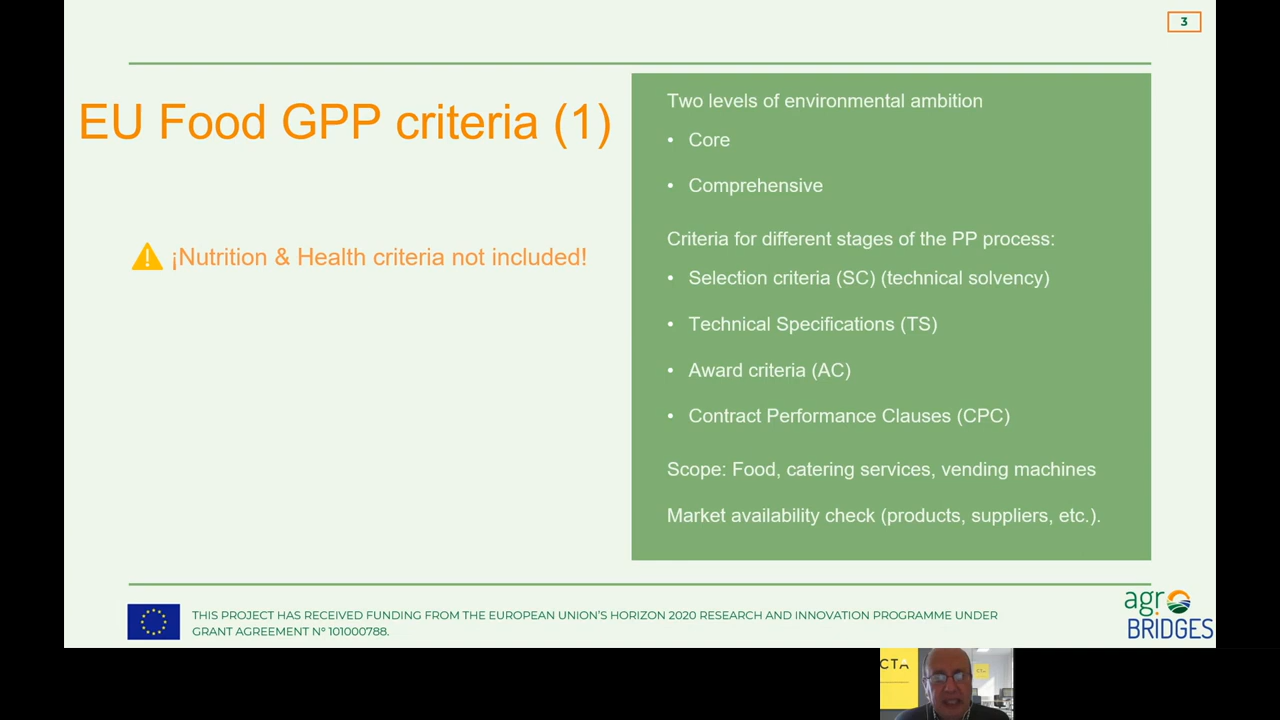 3
EU Food GPP criteria (1)
¡Nutrition & Health criteria not included!
Two levels of environmental ambition
• Core
• Comprehensive
Criteria for different stages of the PP process:
• Selection criteria (SC) (technical solvency)
• Technical Specifications (TS)
• Award criteria (AC)
• Contract Performance Clauses (CPC)
Scope: Food, catering services, vending machines
Market availability check (products, suppliers, etc.).
THIS PROJECT HAS RECEIVED FUNDING FROM THE EUROPEAN UNION'S HORIZON 2020 RESEARCH AND INNOVATION PROGRAMME UNDER
GRANT AGREEMENT Nº 101000788.
agro
BRIDGES
CTA